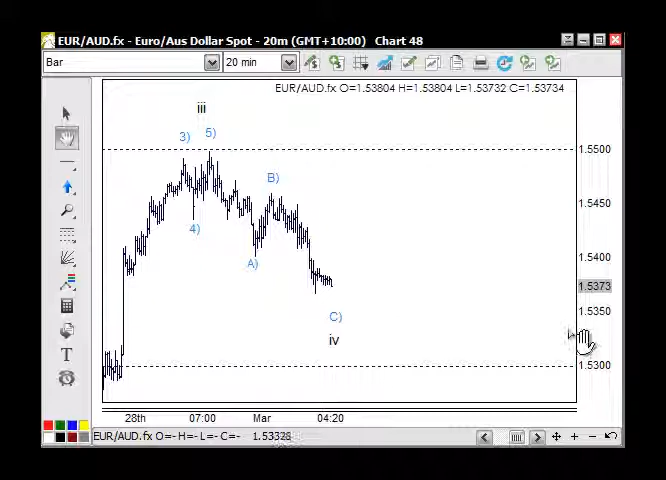 EUR/AUD.fx - Euro/Aus Dollar Spot - 20m (GMT+10:00) Chart 48
Bar 20 min
EUR/AUD.fx O=1.53804 H=1.53804 L=1.53732 C=1.53734
iii
3) 5)
1.5500
B)
1.5450
4)
A)
1.5400
1.5373
C)
1.5350
iv
1.5300
28th 07:00 Mar 04:20
EUR/AUD.fx O=- H=- L=- C=-